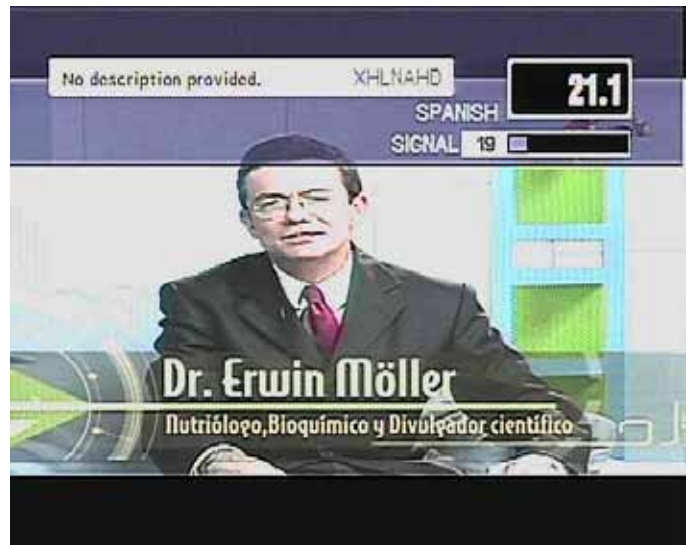 No description provided. XHLNAHD
21.1
SPANISH
SIGNAL 19
Dr. Erwin Möller
Nutriólogo,Bioquímico y Divulgador científico